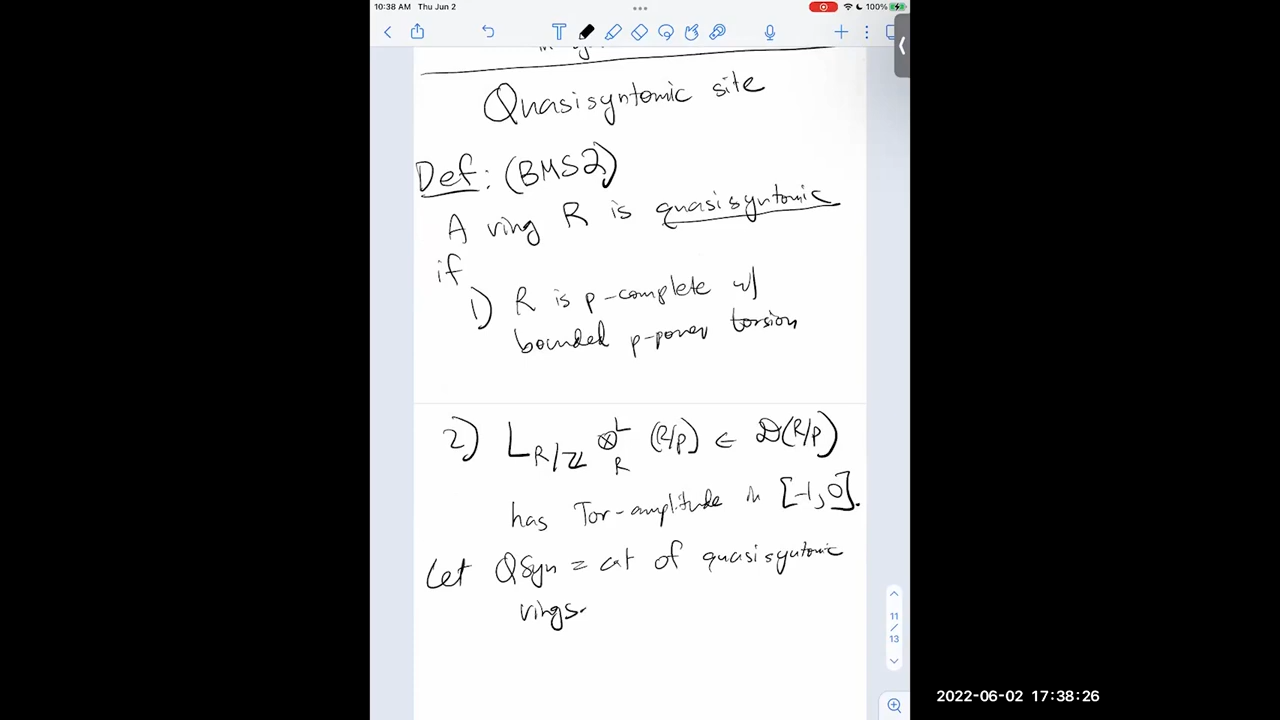 10:38 AM Thu Jun 2
100%
Quasisyntomic site
Def: (BMS2)
A ring R is quasisyntomic
if
1) R is p-complete w/
bounded p-power torsion
2) L_{R/ℤ} ⊗^L_R (R/p) ∈ 𝒟(R/p)
has Tor-amplitude in [-1,0].
Let QSyn = cat of quasisyntomic
rings.
11
/
13
2022-06-02 17:38:26